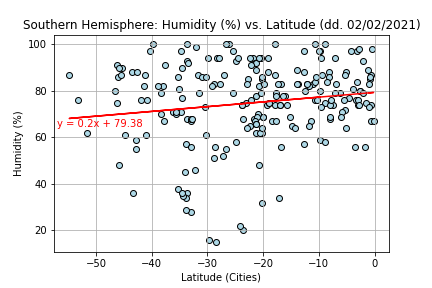 Southern Hemisphere: Humidity (%) vs. Latitude (dd. 02/02/2021)
100
80
60
40
20
y = 0.2x + 79.38
Humidity (%)
−50
−40
−30
−20
−10
0
Latitude (Cities)